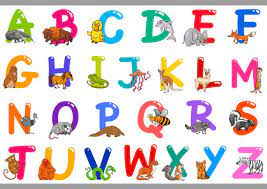 A B C D E F
G H I J K L M
N O P Q R S
T U V W X Y Z